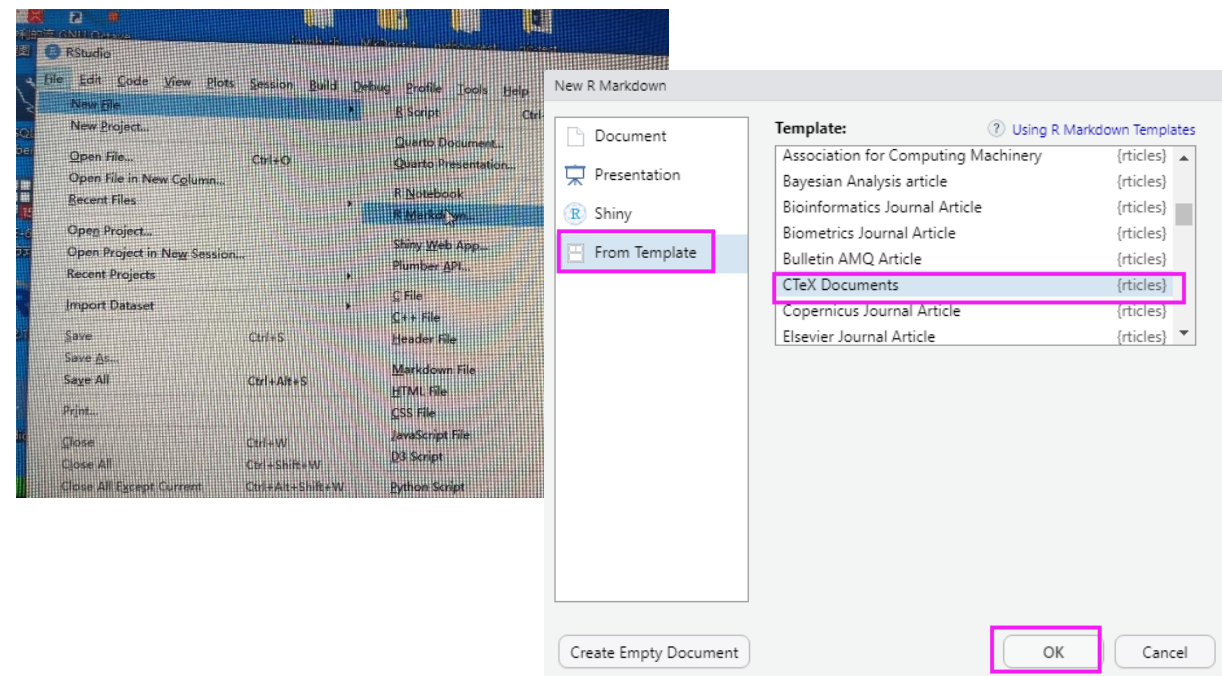 GNU Octave
RStudio
File Edit Code View Plots Session Build Debug Profile Tools Help
New File
New Project...
Open File... Ctrl+O
Open File in New Column...
Recent Files
Open Project...
Open Project in New Session...
Recent Projects
Import Dataset
Save Ctrl+S
Save As...
Save All Ctrl+Alt+S
Print...
Close Ctrl+W
Close All Ctrl+Shift+W
Close All Except Current Ctrl+Alt+Shift+W
R Script Ctrl
Quarto Document...
Quarto Presentation...
R Notebook
R Markdown...
Shiny Web App...
Plumber API...
C File
C++ File
Header File
Markdown File
HTML File
CSS File
JavaScript File
D3 Script
Python Script
New R Markdown
Document
Presentation
R Shiny
From Template
Template: ? Using R Markdown Templates
Association for Computing Machinery {rticles}
Bayesian Analysis article {rticles}
Bioinformatics Journal Article {rticles}
Biometrics Journal Article {rticles}
Bulletin AMQ Article {rticles}
CTeX Documents {rticles}
Copernicus Journal Article {rticles}
Elsevier Journal Article {rticles}
Create Empty Document OK Cancel